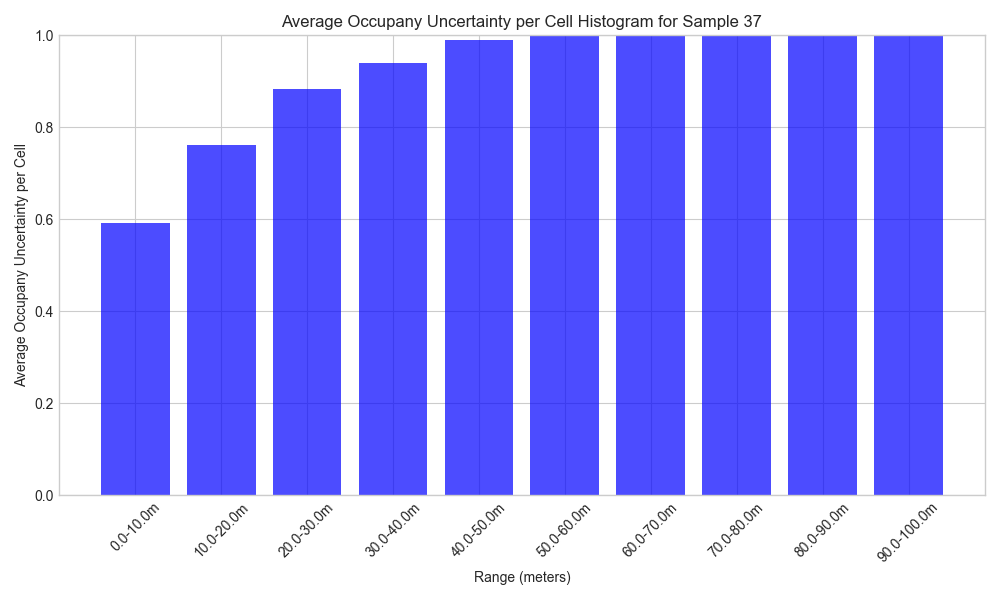 Average Occupany Uncertainty per Cell Histogram for Sample 37
Average Occupany Uncertainty per Cell
1.0
0.8
0.6
0.4
0.2
0.0
0.0-10.0m
10.0-20.0m
20.0-30.0m
30.0-40.0m
40.0-50.0m
50.0-60.0m
60.0-70.0m
70.0-80.0m
80.0-90.0m
90.0-100.0m
Range (meters)